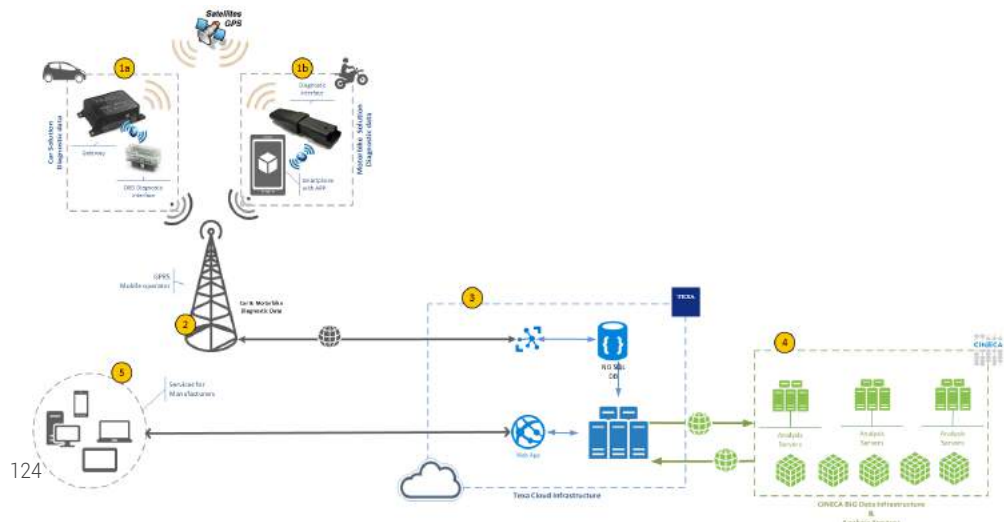 Satellites
GPS
1a
1b
Car Solution
Diagnostic data
Gateway
OBD Diagnostic
Interface
Diagnostic
Interface
Smartphone
with APP
Motorbike Solution
(Diagnostic data)
GPRS
Mobile operator
Car & Motorbike
Diagnostic Data
2
3
TEXA
NO SQL
DB
4
CINECA
5
Services for
Manufacturers
Web App
Analysis
Servers
Analysis
Servers
Analysis
Servers
124
Texa Cloud Infrastructure
CINECA BIG Data Infrastructure
&